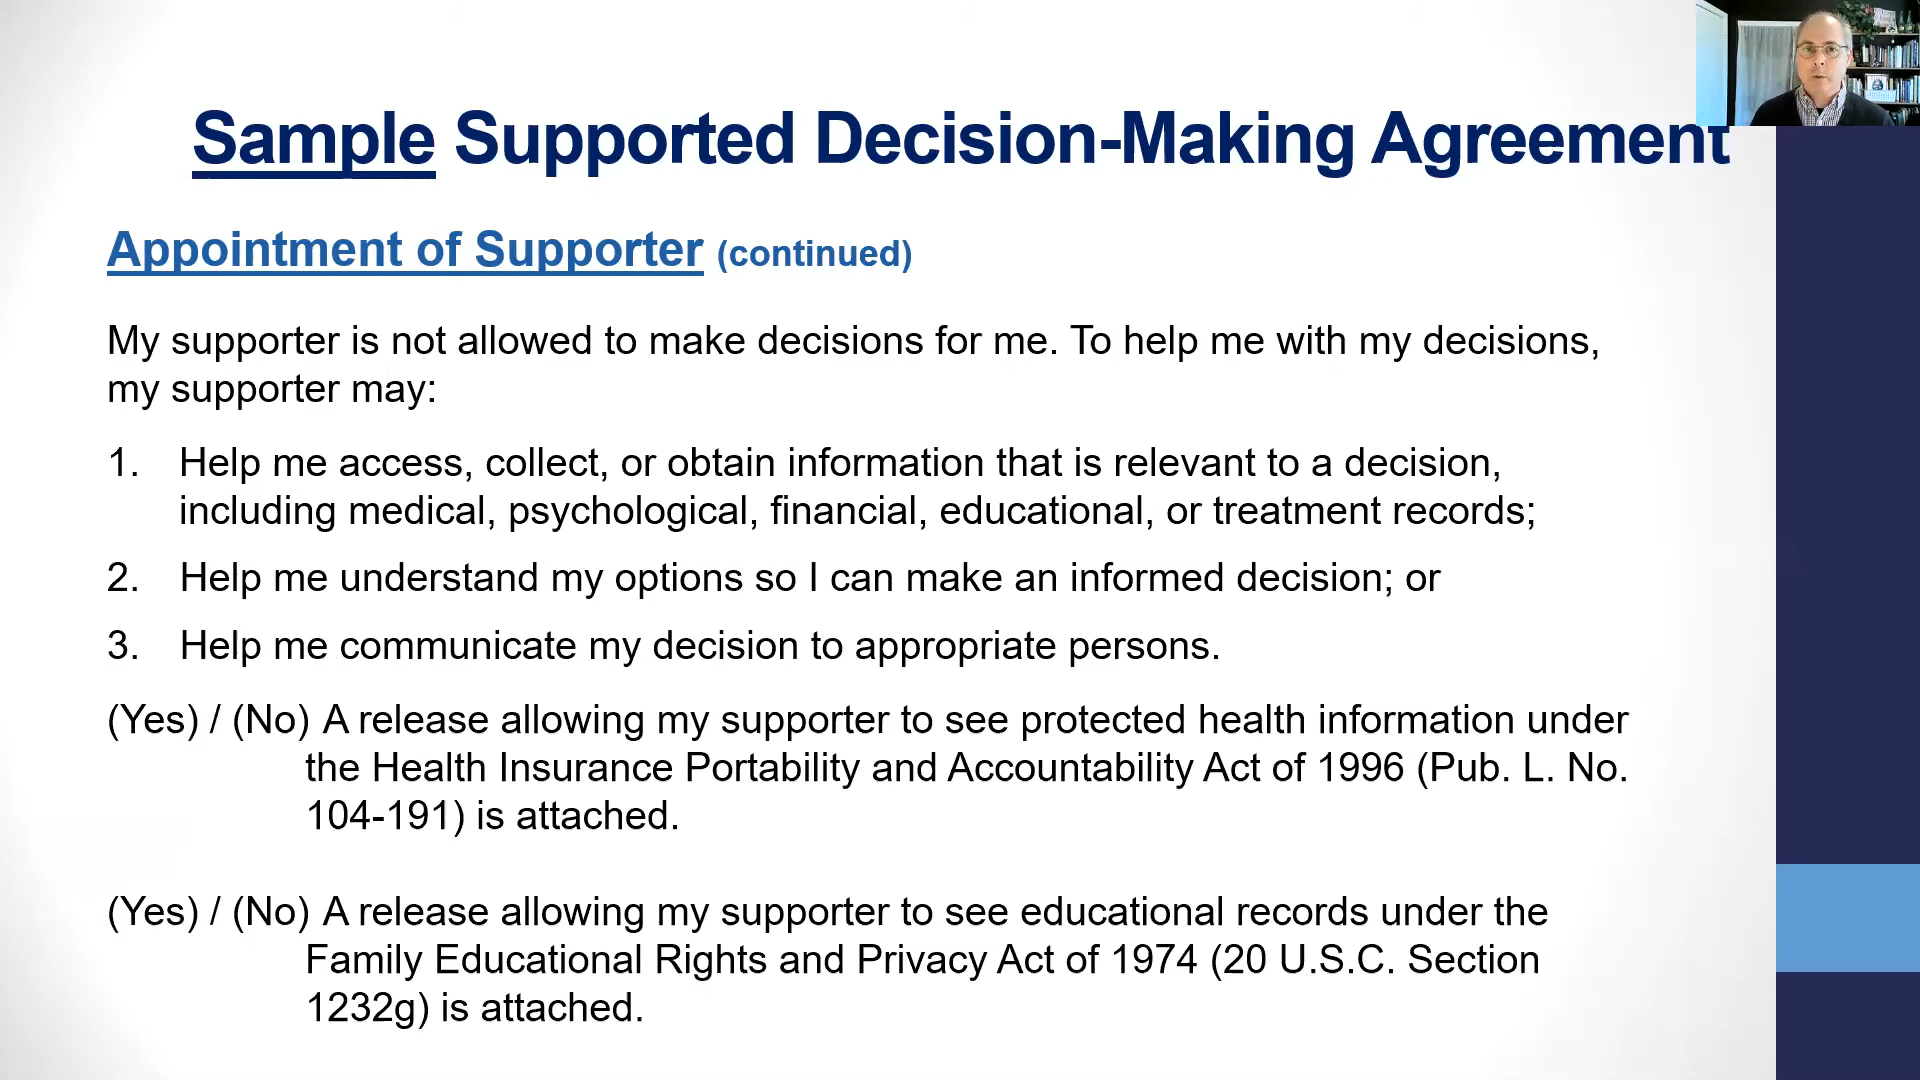 Sample Supported Decision-Making Agreement
Appointment of Supporter (continued)
My supporter is not allowed to make decisions for me. To help me with my decisions,
my supporter may:
1. Help me access, collect, or obtain information that is relevant to a decision,
including medical, psychological, financial, educational, or treatment records;
2. Help me understand my options so I can make an informed decision; or
3. Help me communicate my decision to appropriate persons.
(Yes) / (No) A release allowing my supporter to see protected health information under
the Health Insurance Portability and Accountability Act of 1996 (Pub. L. No.
104-191) is attached.
(Yes) / (No) A release allowing my supporter to see educational records under the
Family Educational Rights and Privacy Act of 1974 (20 U.S.C. Section
1232g) is attached.